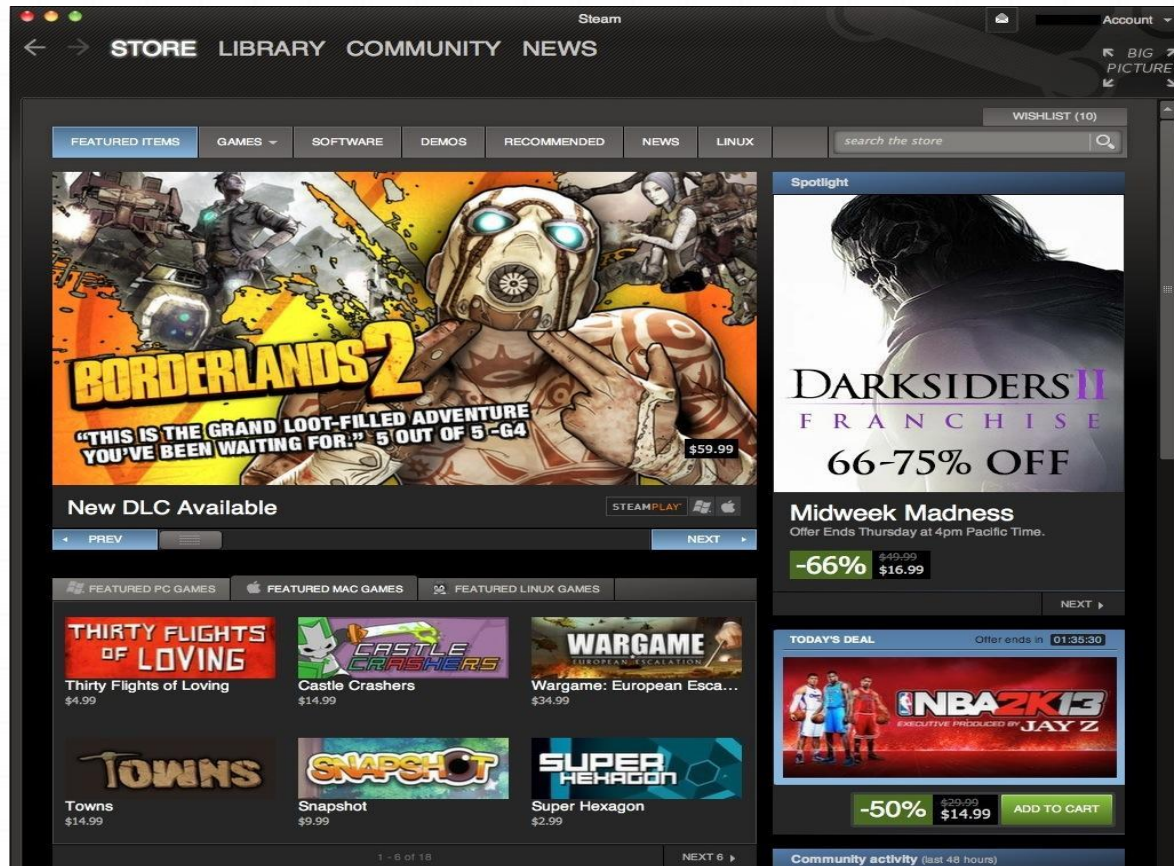 Steam
Account
STORE LIBRARY COMMUNITY NEWS
BIG
PICTURE
WISHLIST (10)
FEATURED ITEMS GAMES SOFTWARE DEMOS RECOMMENDED NEWS LINUX
search the store
BORDERLANDS 2
“THIS IS THE GRAND LOOT-FILLED ADVENTURE
YOU'VE BEEN WAITING FOR.” 5 OUT OF 5 -G4
$59.99
New DLC Available
STEAMPLAY
PREV
NEXT
Spotlight
DARKSIDERS II
FRANCHISE
66-75% OFF
Midweek Madness
Offer Ends Thursday at 4pm Pacific Time.
-66% $49.99
$16.99
NEXT
FEATURED PC GAMES FEATURED MAC GAMES FEATURED LINUX GAMES
THIRTY FLIGHTS
OF LOVING
Thirty Flights of Loving
$4.99
CASTLE
CRASHERS
Castle Crashers
$14.99
WARGAME
EUROPEAN ESCALATION
Wargame: European Esca...
$34.99
TOWNS
Towns
$14.99
SNAPSHOT
Snapshot
$9.99
SUPER
HEXAGON
Super Hexagon
$2.99
1 - 6 of 18
NEXT 6
TODAY'S DEAL
Offer ends in 01:35:30
NBA 2K13
EXECUTIVE PRODUCED BY JAY Z
-50% $29.99
$14.99
ADD TO CART
Community activity (last 48 hours)